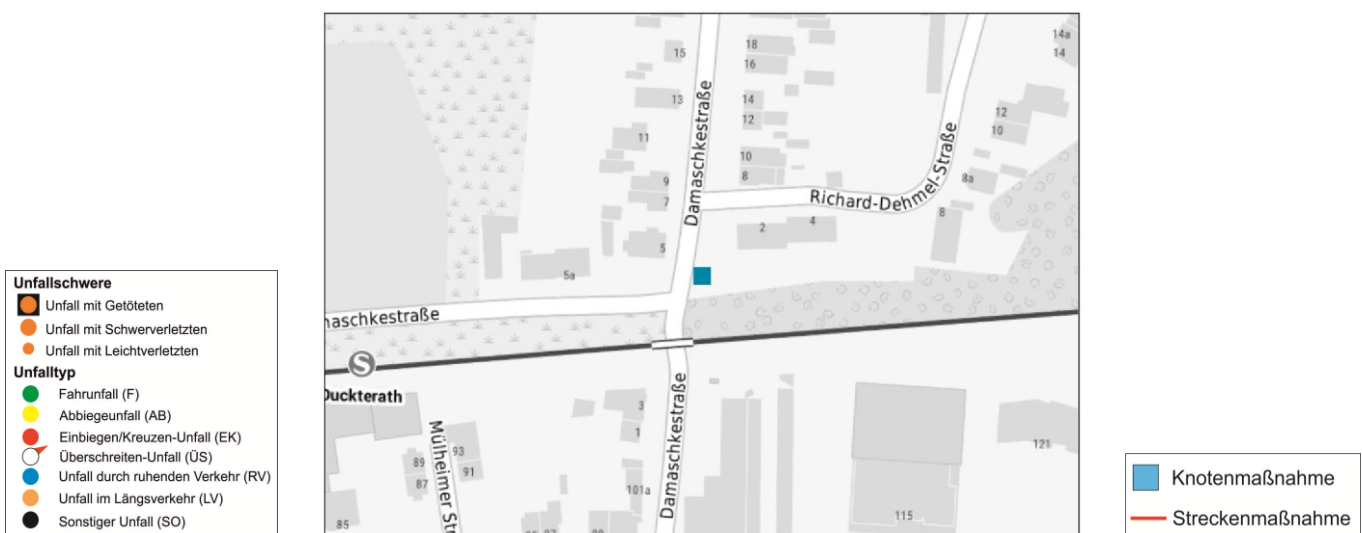 Unfallschwere
Unfall mit Getöteten
Unfall mit Schwerverletzten
Unfall mit Leichtverletzten
Unfalltyp
Fahrunfall (F)
Abbiegeunfall (AB)
Einbiegen/Kreuzen-Unfall (EK)
Überschreiten-Unfall (ÜS)
Unfall durch ruhenden Verkehr (RV)
Unfall im Längsverkehr (LV)
Sonstiger Unfall (SO)
15
18
16
14a
14
13
14
12
11
Damaschkestraße
12
10
10
8
9
7
8a
Richard-Dehmel-Straße
8
2
4
5
5a
maschkestraße
S
Duckterath
Damaschkestraße
3
1
Mülheimer Str
93
91
89
87
85
101a
115
121
Knotenmaßnahme
Streckenmaßnahme